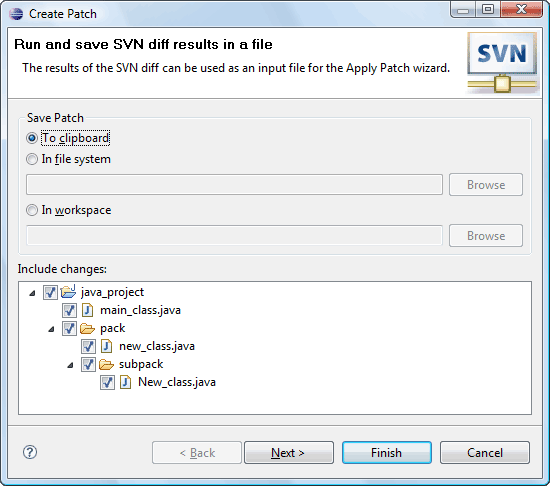 Create Patch
Run and save SVN diff results in a file
The results of the SVN diff can be used as an input file for the Apply Patch wizard.
SVN
Save Patch
To clipboard
In file system
Browse
In workspace
Browse
Include changes:
java_project
main_class.java
pack
new_class.java
subpack
New_class.java
? < Back Next > Finish Cancel